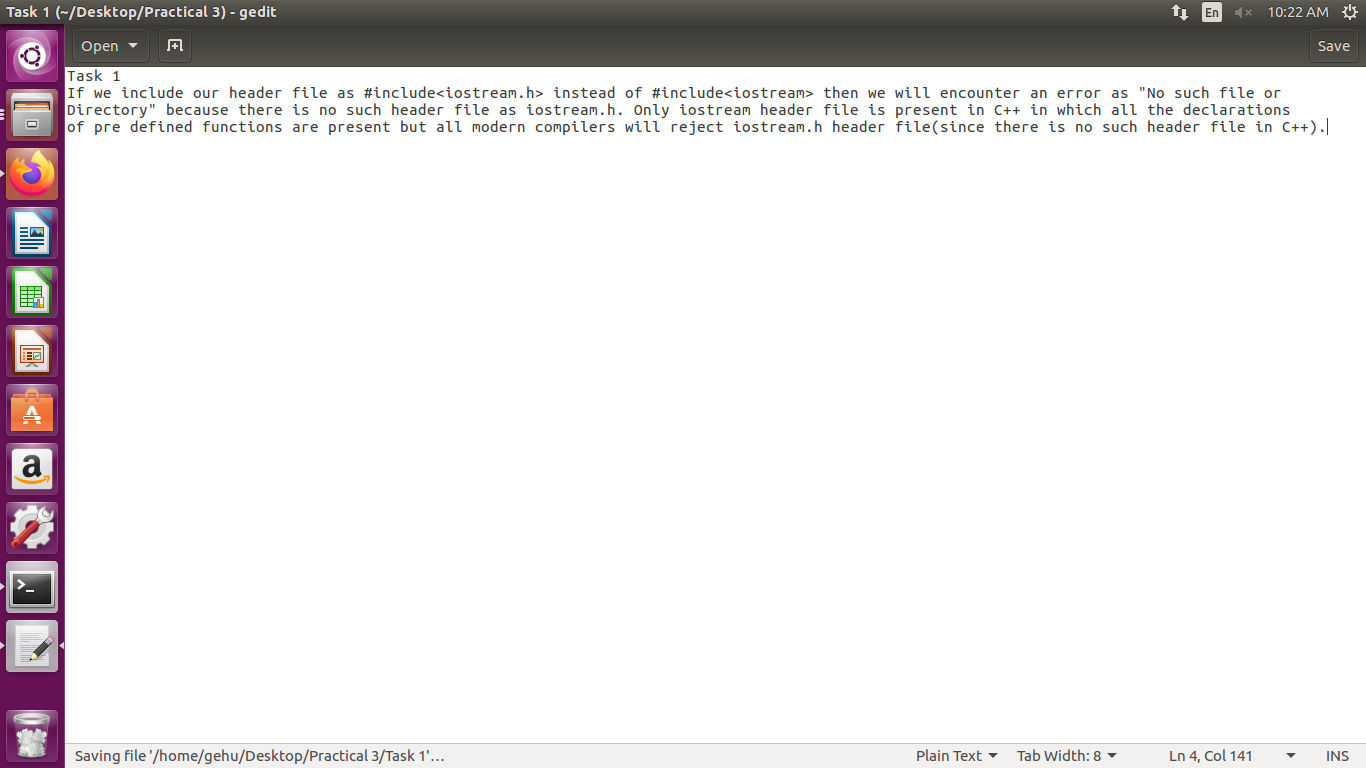 Task 1 (~/Desktop/Practical 3) - gedit
En
10:22 AM
Open
Save
Task 1
If we include our header file as #include<iostream.h> instead of #include<iostream> then we will encounter an error as "No such file or
Directory" because there is no such header file as iostream.h. Only iostream header file is present in C++ in which all the declarations
of pre defined functions are present but all modern compilers will reject iostream.h header file(since there is no such header file in C++).
Saving file '/home/gehu/Desktop/Practical 3/Task 1'…
Plain Text
Tab Width: 8
Ln 4, Col 141
INS